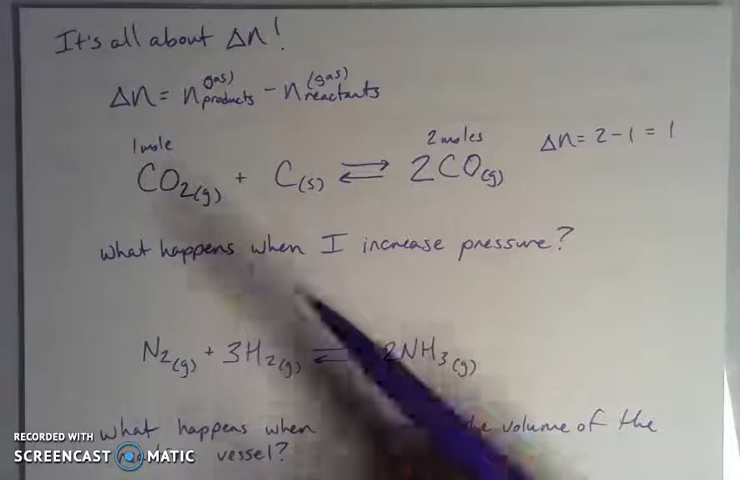 It's all about Δn!
Δn = n products (gas) - n reactants (gas)
1 mole 2 moles
CO2(g) + C(s) ⇌ 2CO(g) Δn = 2-1 = 1
what happens when I increase pressure?
N2(g) + 3H2(g) ⇌ 2NH3(g)
what happens when the volume of the
vessel?
RECORDED WITH
SCREENCAST MATIC